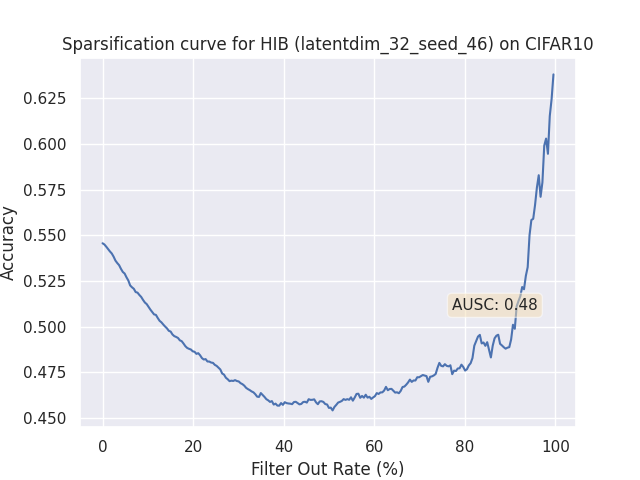 Sparsification curve for HIB (latentdim_32_seed_46) on CIFAR10
Accuracy
0.625
0.600
0.575
0.550
0.525
0.500
0.475
0.450
AUSC: 0.48
0 20 40 60 80 100
Filter Out Rate (%)